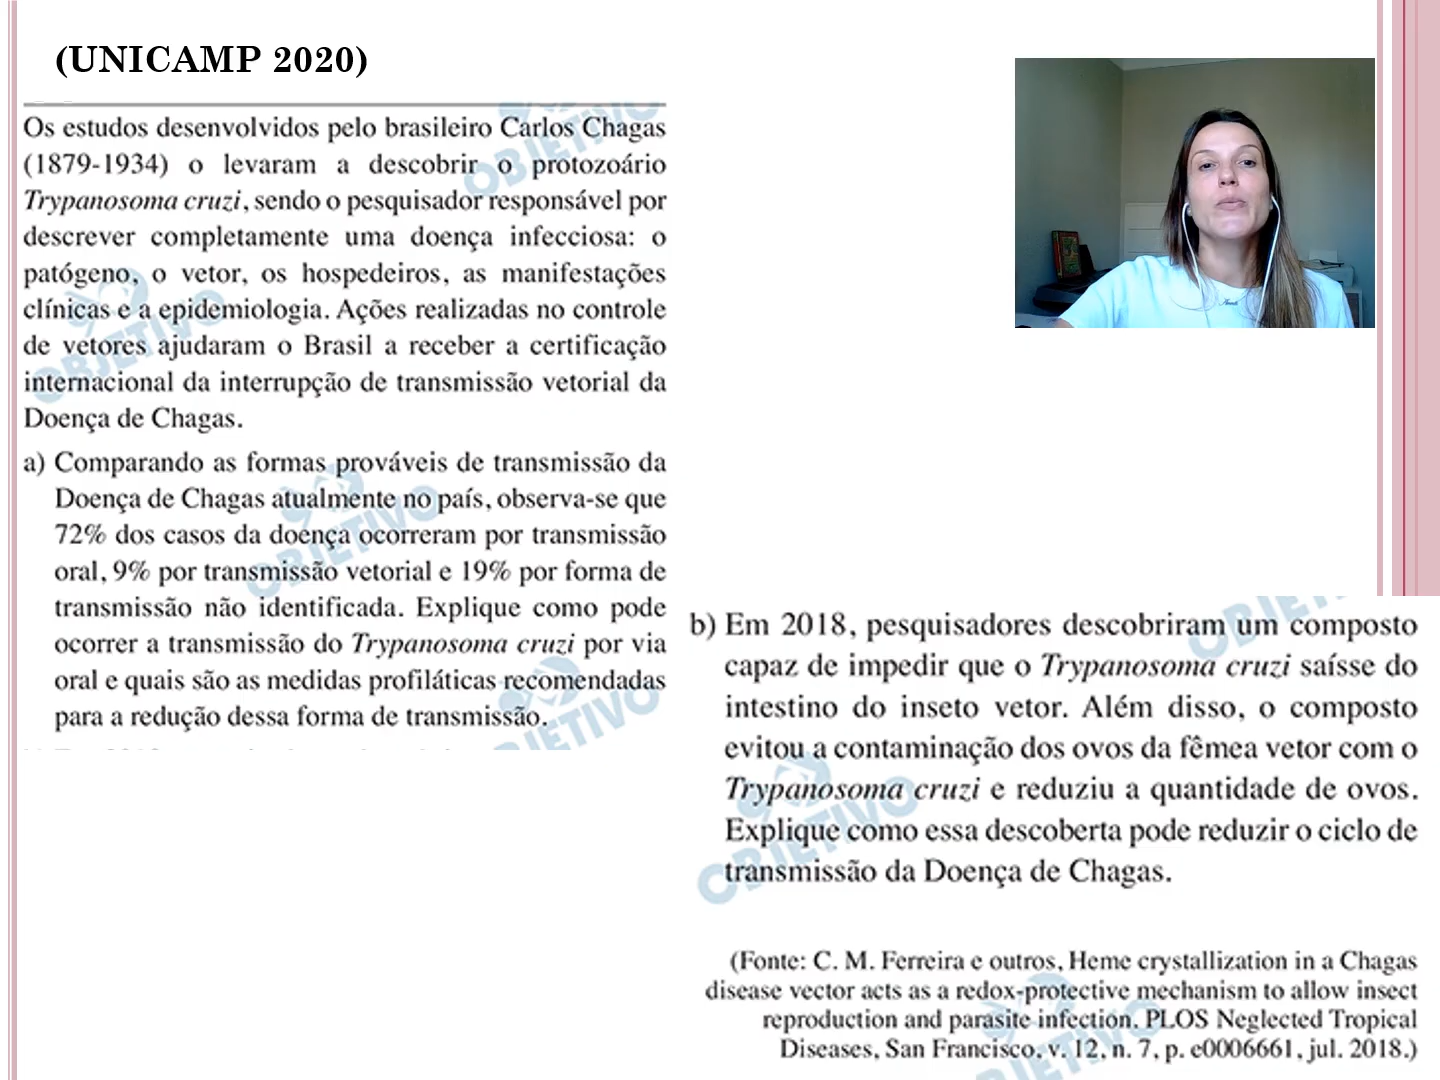 (UNICAMP 2020)
Os estudos desenvolvidos pelo brasileiro Carlos Chagas
(1879-1934) o levaram a descobrir o protozoário
Trypanosoma cruzi, sendo o pesquisador responsável por
descrever completamente uma doença infecciosa: o
patógeno, o vetor, os hospedeiros, as manifestações
clínicas e a epidemiologia. Ações realizadas no controle
de vetores ajudaram o Brasil a receber a certificação
internacional da interrupção de transmissão vetorial da
Doença de Chagas.
a) Comparando as formas prováveis de transmissão da
Doença de Chagas atualmente no país, observa-se que
72% dos casos da doença ocorreram por transmissão
oral, 9% por transmissão vetorial e 19% por forma de
transmissão não identificada. Explique como pode
ocorrer a transmissão do Trypanosoma cruzi por via
oral e quais são as medidas profiláticas recomendadas
para a redução dessa forma de transmissão.
b) Em 2018, pesquisadores descobriram um composto
capaz de impedir que o Trypanosoma cruzi saísse do
intestino do inseto vetor. Além disso, o composto
evitou a contaminação dos ovos da fêmea vetor com o
Trypanosoma cruzi e reduziu a quantidade de ovos.
Explique como essa descoberta pode reduzir o ciclo de
transmissão da Doença de Chagas.
(Fonte: C. M. Ferreira e outros, Heme crystallization in a Chagas
disease vector acts as a redox-protective mechanism to allow insect
reproduction and parasite infection. PLOS Neglected Tropical
Diseases, San Francisco, v. 12, n. 7, p. e0006661, jul. 2018.)
OBJETIVO
OBJETIVO
OBJETIVO
OBJETIVO
OBJETIVO
OBJETIVO